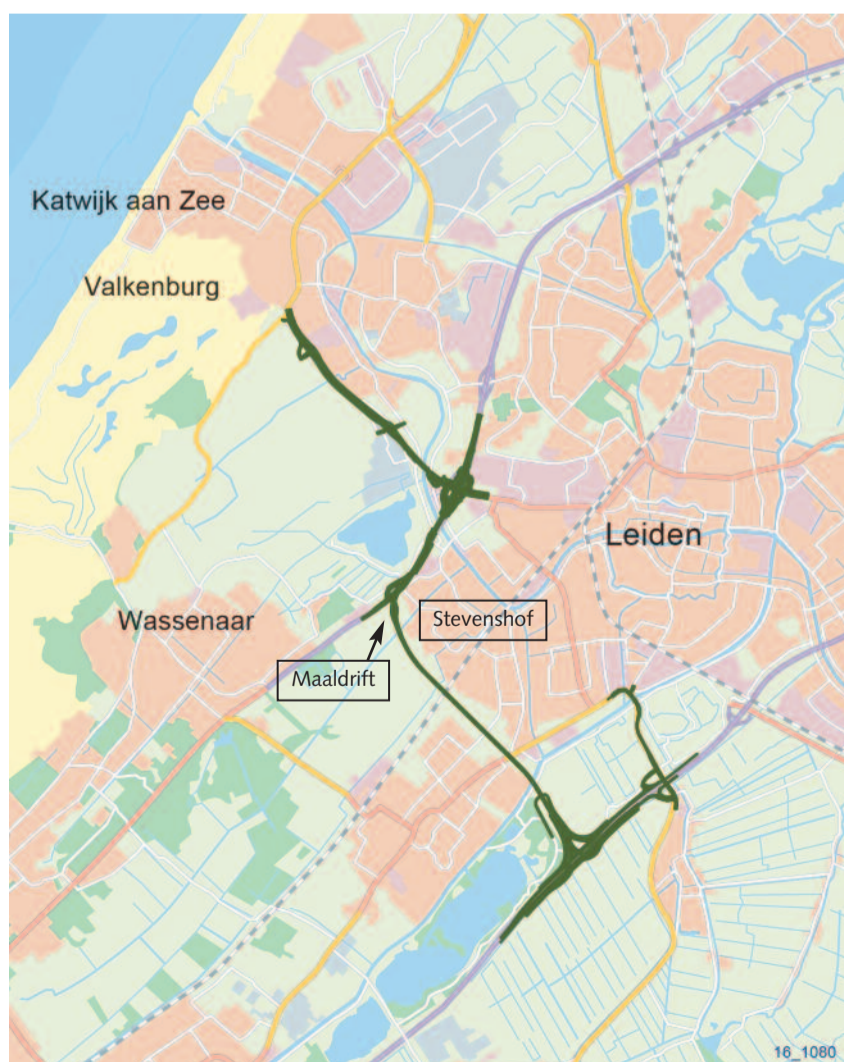 Katwijk aan Zee
Valkenburg
Leiden
Wassenaar
Stevenshof
Maaldrift
16_1080